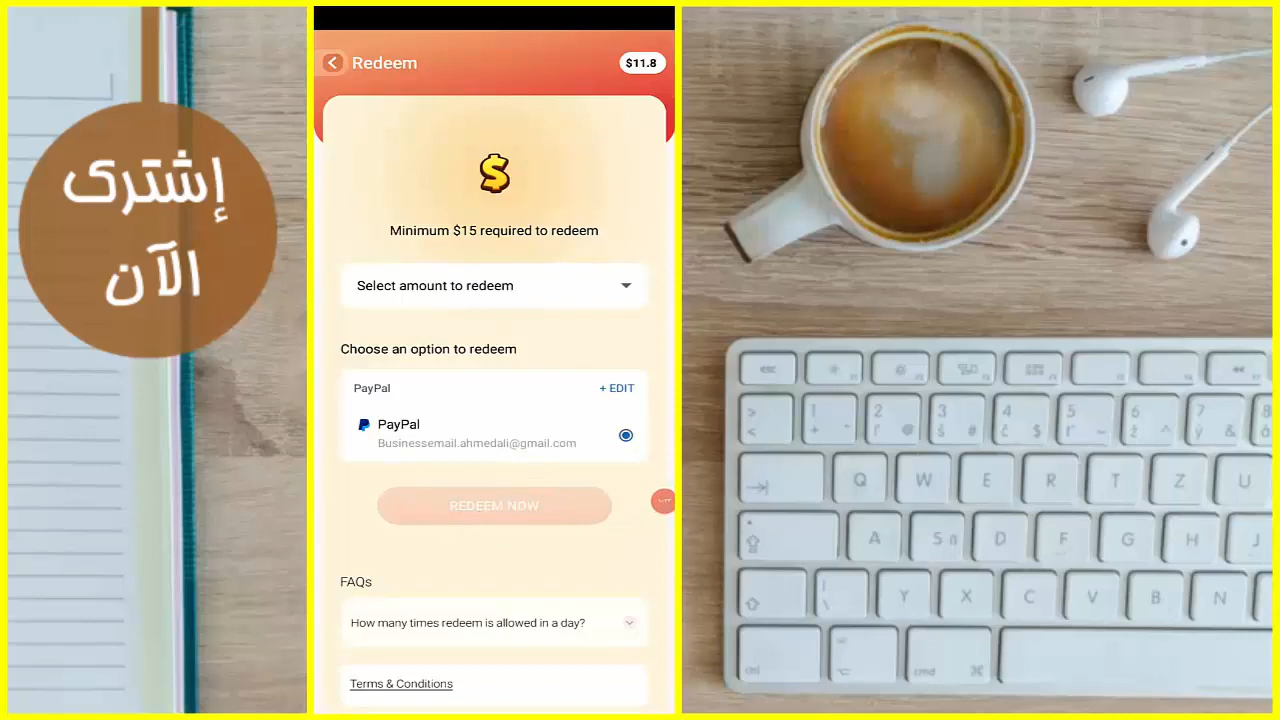 إشترى
الآن
Redeem
$11.8
Minimum $15 required to redeem
Select amount to redeem
Choose an option to redeem
PayPal
+ EDIT
PayPal
Businessemail.ahmedali@gmail.com
REDEEM NOW
FAQs
How many times redeem is allowed in a day?
Terms & Conditions
Q W E R T Z U
A S D F G H J
Y X C V B N
cmd